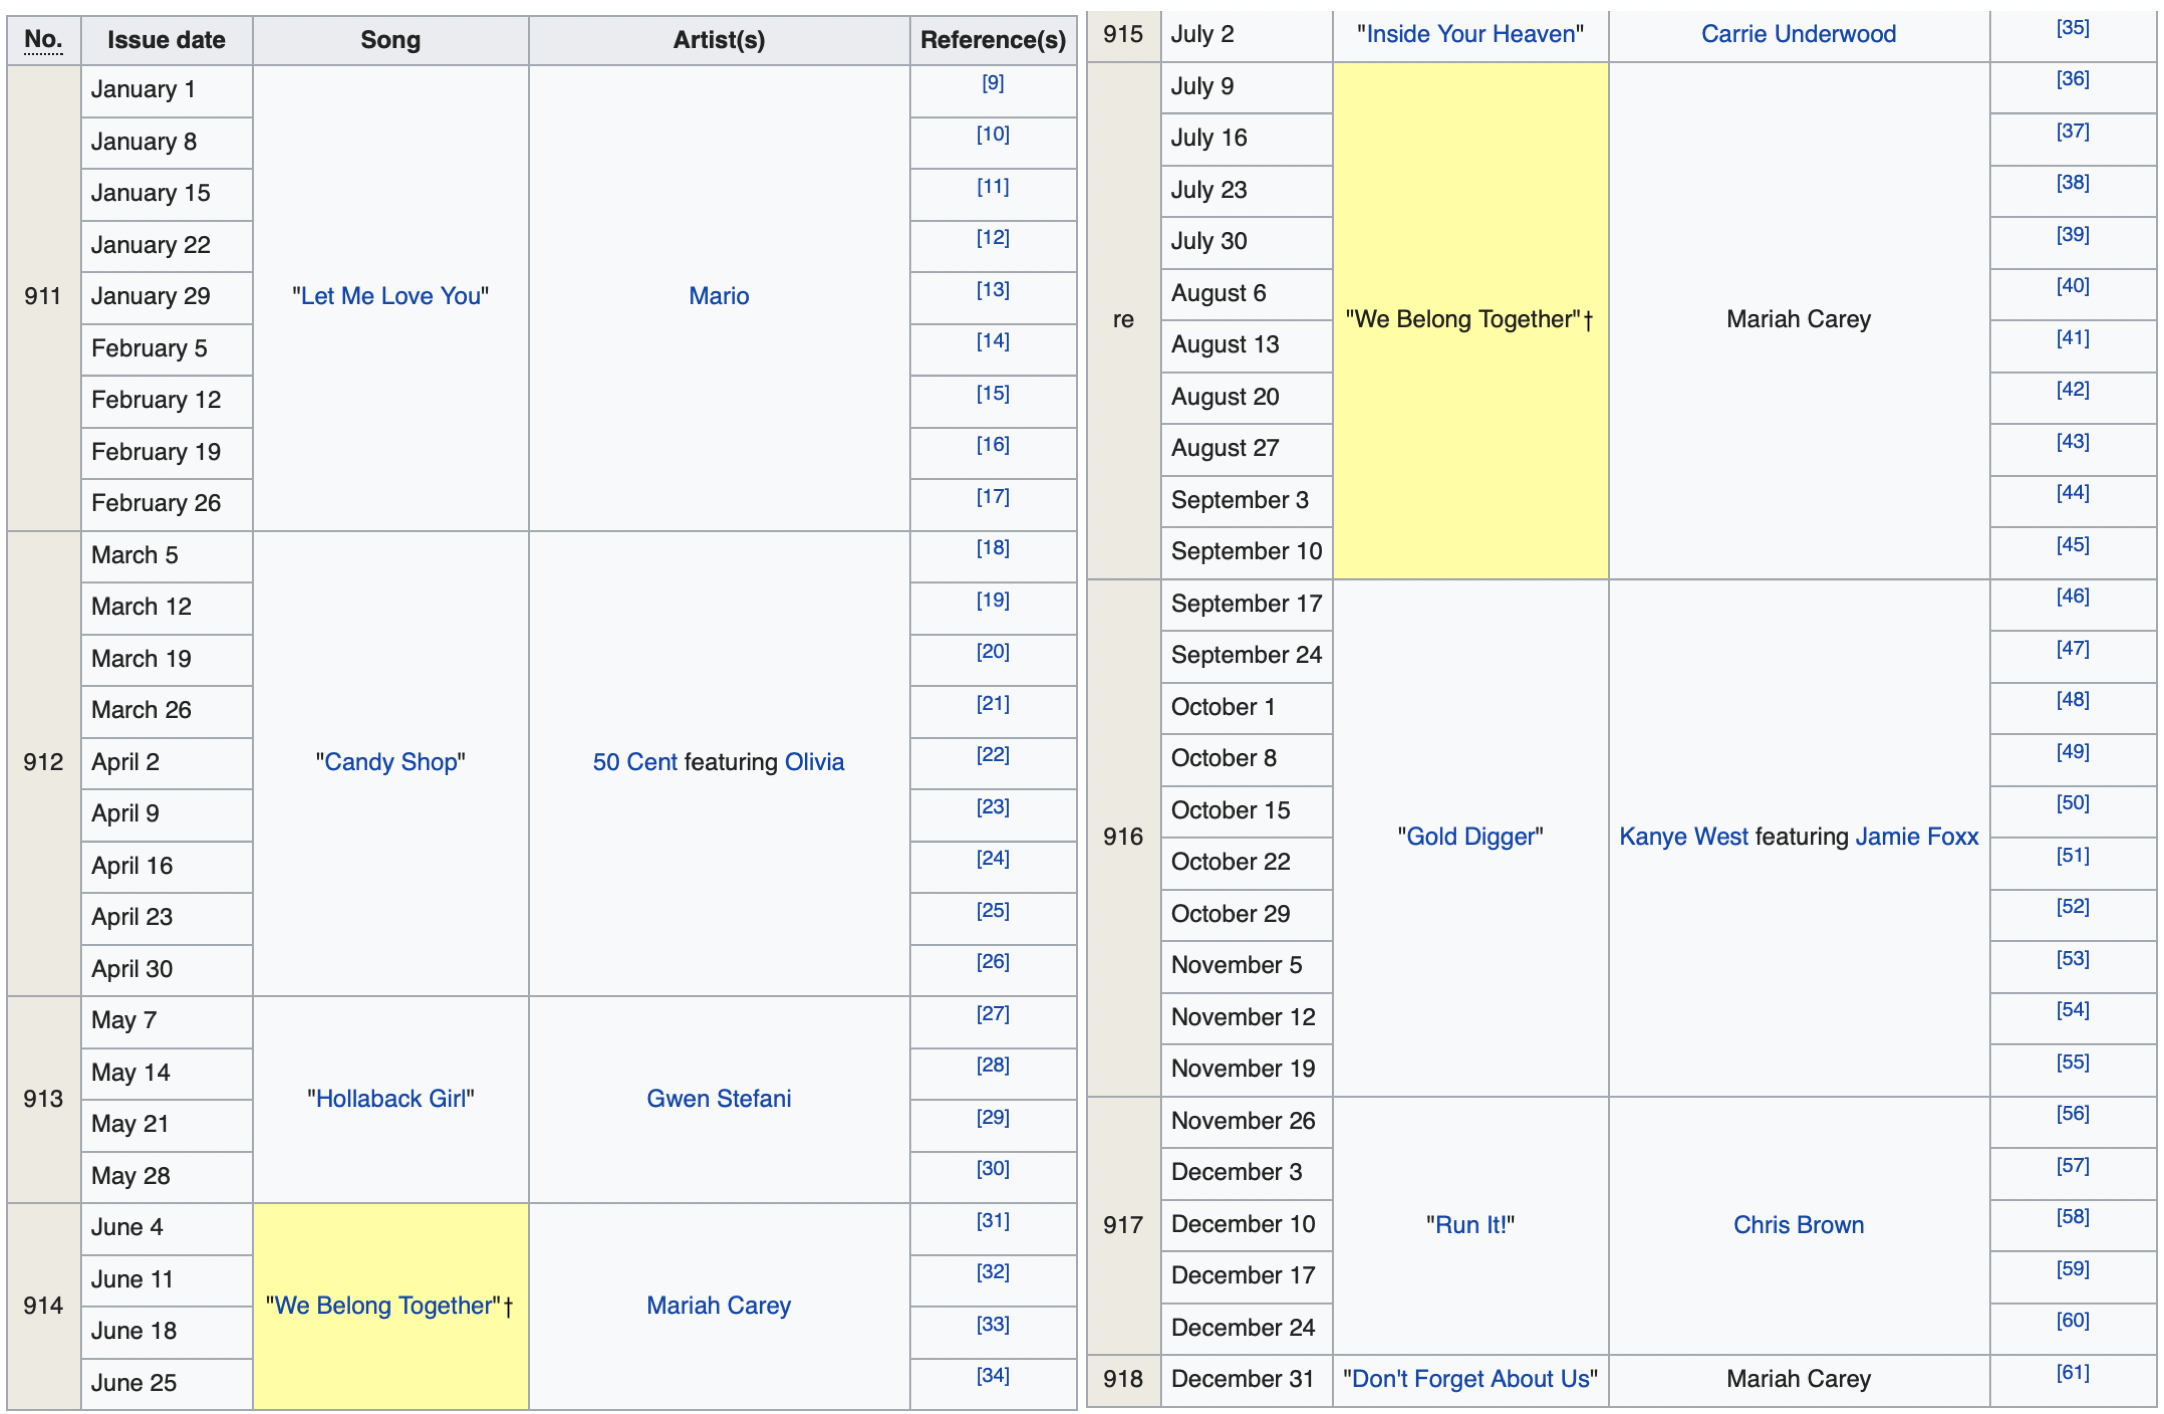 No. Issue date Song Artist(s) Reference(s)
911 January 1 "Let Me Love You" Mario [9]
January 8 [10]
January 15 [11]
January 22 [12]
January 29 [13]
February 5 [14]
February 12 [15]
February 19 [16]
February 26 [17]
912 March 5 "Candy Shop" 50 Cent featuring Olivia [18]
March 12 [19]
March 19 [20]
March 26 [21]
April 2 [22]
April 9 [23]
April 16 [24]
April 23 [25]
April 30 [26]
913 May 7 "Hollaback Girl" Gwen Stefani [27]
May 14 [28]
May 21 [29]
May 28 [30]
914 June 4 "We Belong Together"† Mariah Carey [31]
June 11 [32]
June 18 [33]
June 25 [34]
915 July 2 "Inside Your Heaven" Carrie Underwood [35]
re July 9 "We Belong Together"† Mariah Carey [36]
July 16 [37]
July 23 [38]
July 30 [39]
August 6 [40]
August 13 [41]
August 20 [42]
August 27 [43]
September 3 [44]
September 10 [45]
916 September 17 "Gold Digger" Kanye West featuring Jamie Foxx [46]
September 24 [47]
October 1 [48]
October 8 [49]
October 15 [50]
October 22 [51]
October 29 [52]
November 5 [53]
November 12 [54]
November 19 [55]
917 November 26 "Run It!" Chris Brown [56]
December 3 [57]
December 10 [58]
December 17 [59]
December 24 [60]
918 December 31 "Don't Forget About Us" Mariah Carey [61]